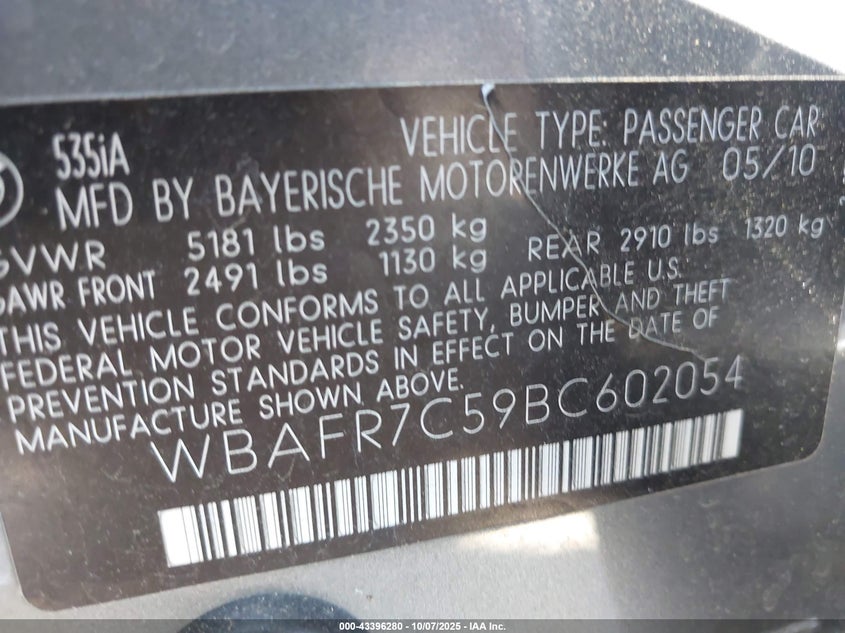 535iA
VEHICLE TYPE: PASSENGER CAR
MFD BY BAYERISCHE MOTORENWERKE AG 05/10
GVWR 5181 lbs 2350 kg
GAWR FRONT 2491 lbs 1130 kg REAR 2910 lbs 1320 kg
THIS VEHICLE CONFORMS TO ALL APPLICABLE U.S.
FEDERAL MOTOR VEHICLE SAFETY, BUMPER AND THEFT
PREVENTION STANDARDS IN EFFECT ON THE DATE OF
MANUFACTURE SHOWN ABOVE.
WBAFR7C59BC602054
000-43396280 - 10/07/2025 - IAA Inc.